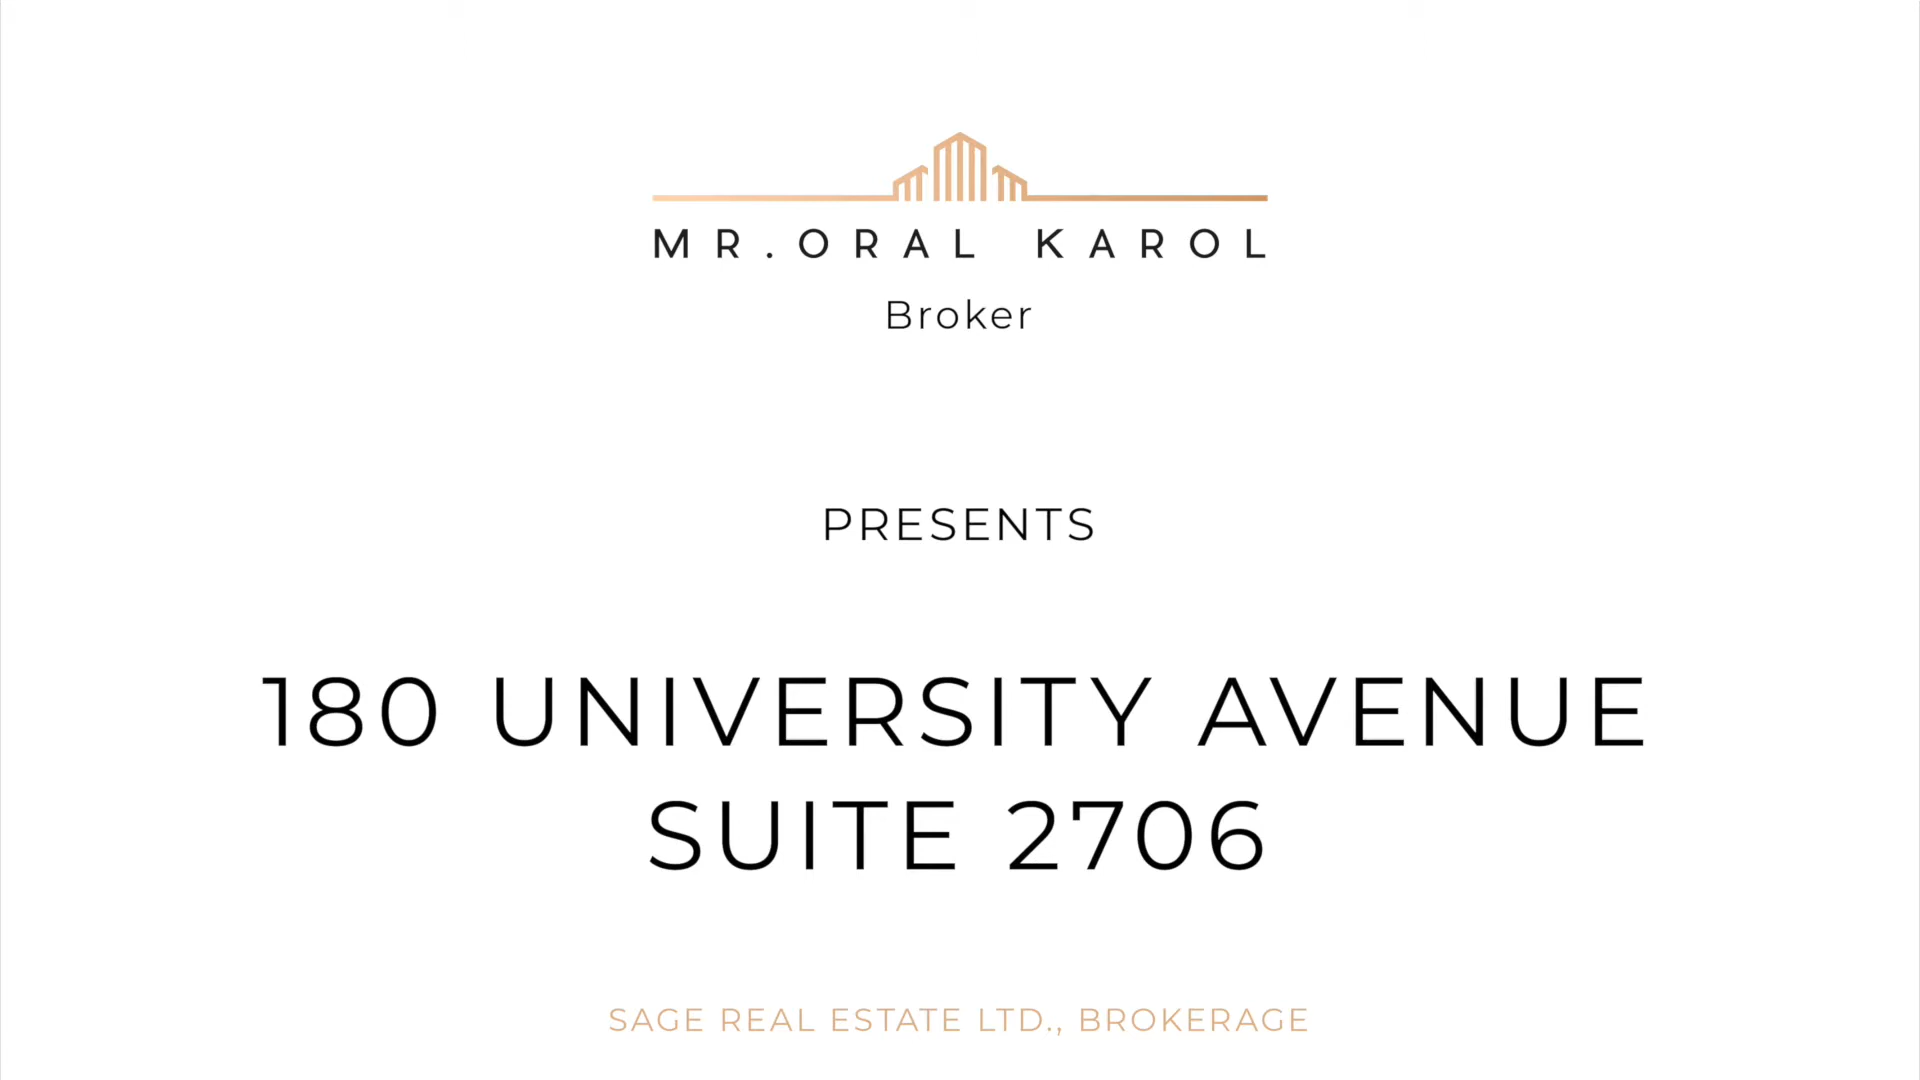 MR. ORAL KAROL
Broker
PRESENTS
180 UNIVERSITY AVENUE
SUITE 2706
SAGE REAL ESTATE LTD., BROKERAGE